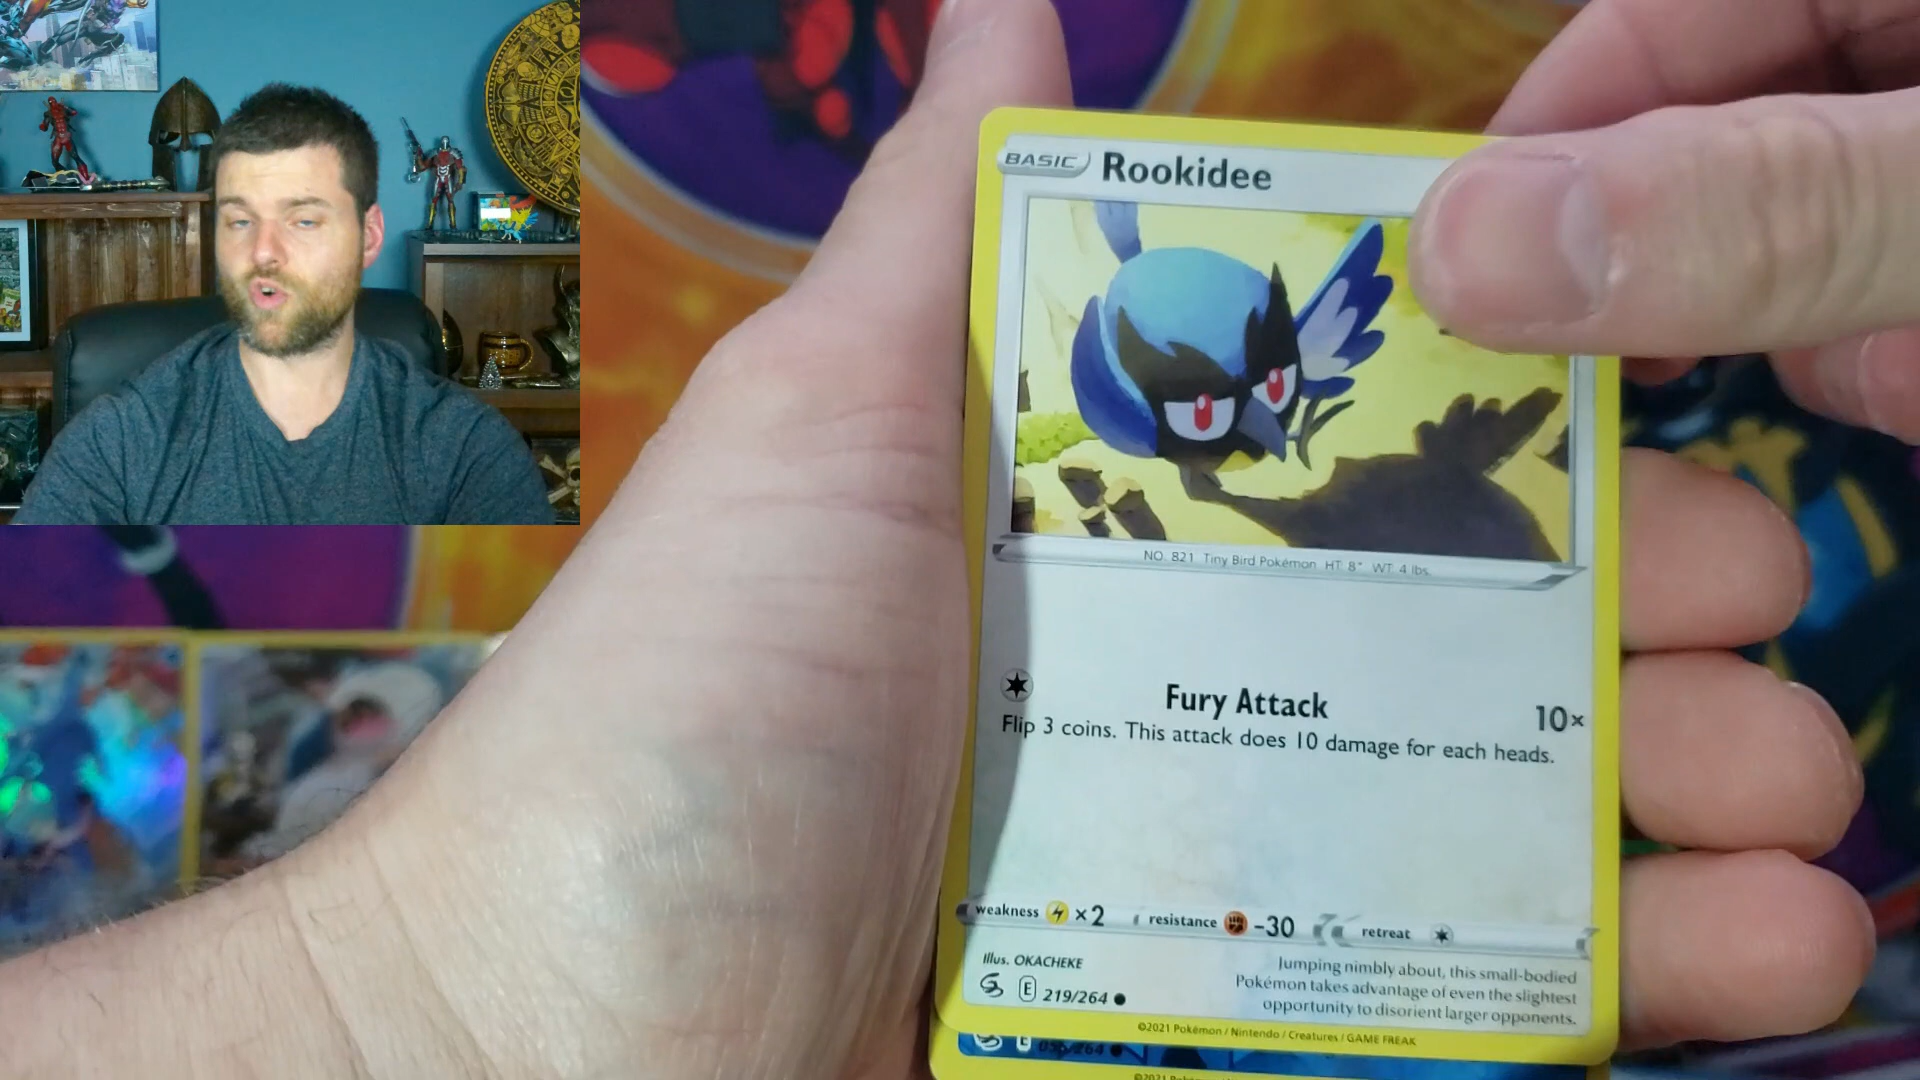 BASIC
Rookidee
NO. 821 Tiny Bird Pokémon HT: 8" WT: 4 lbs.
Fury Attack 10×
Flip 3 coins. This attack does 10 damage for each heads.
weakness ×2 resistance -30 retreat
Illus. OKACHEKE
E 219/264
Jumping nimbly about, this small-bodied
Pokémon takes advantage of even the slightest
opportunity to disorient larger opponents.
©2021 Pokémon / Nintendo / Creatures / GAME FREAK